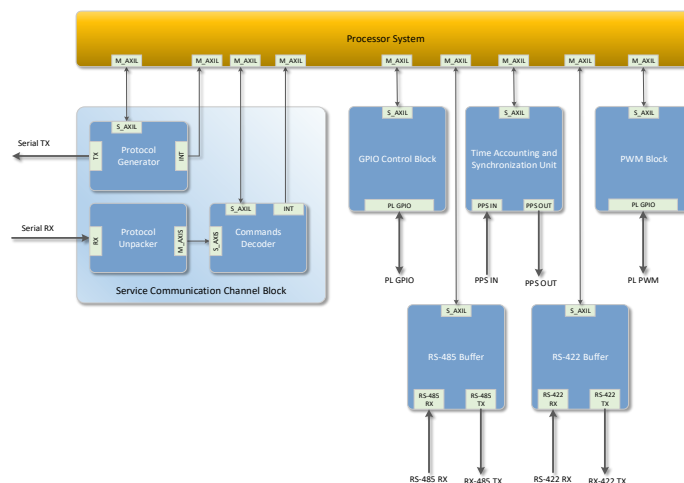 Processor System
M_AXIL
M_AXIL
M_AXIL
M_AXIL
M_AXIL
M_AXIL
M_AXIL
M_AXIL
M_AXIL
S_AXIL
Serial TX
TX
Protocol
Generator
INT
Serial RX
RX
Protocol
Unpacker
M_AXIS
S_AXIL
INT
S_AXIS
Commands
Decoder
Service Communication Channel Block
S_AXIL
GPIO Control Block
PL GPIO
PL GPIO
S_AXIL
Time Accounting and
Synchronization Unit
PPS IN
PPS OUT
PPS IN
PPS OUT
S_AXIL
PWM Block
PL GPIO
PL PWM
S_AXIL
RS-485 Buffer
RS-485
RX
RS-485
TX
RS-485 RX
RX-485 TX
S_AXIL
RS-422 Buffer
RS-422
RX
RS-422
TX
RS-422 RX
RX-422 TX